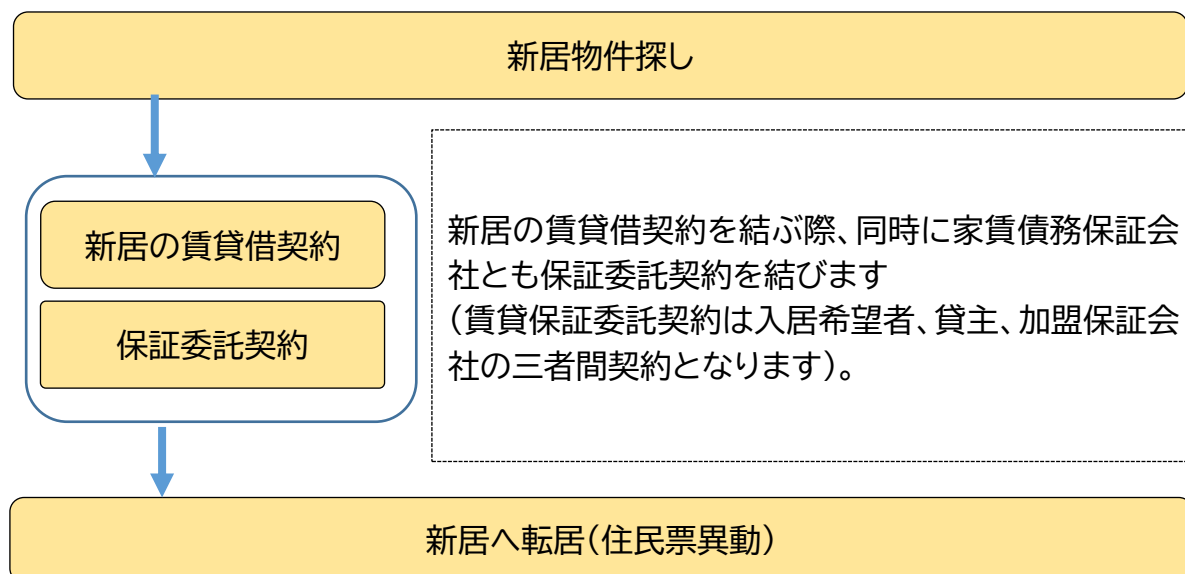 新居物件探し
新居の賃貸借契約
保証委託契約
新居の賃貸借契約を結ぶ際、同時に家賃債務保証会
社とも保証委託契約を結びます
(賃貸保証委託契約は入居希望者、貸主、加盟保証会
社の三者間契約となります)。
新居へ転居(住民票異動)